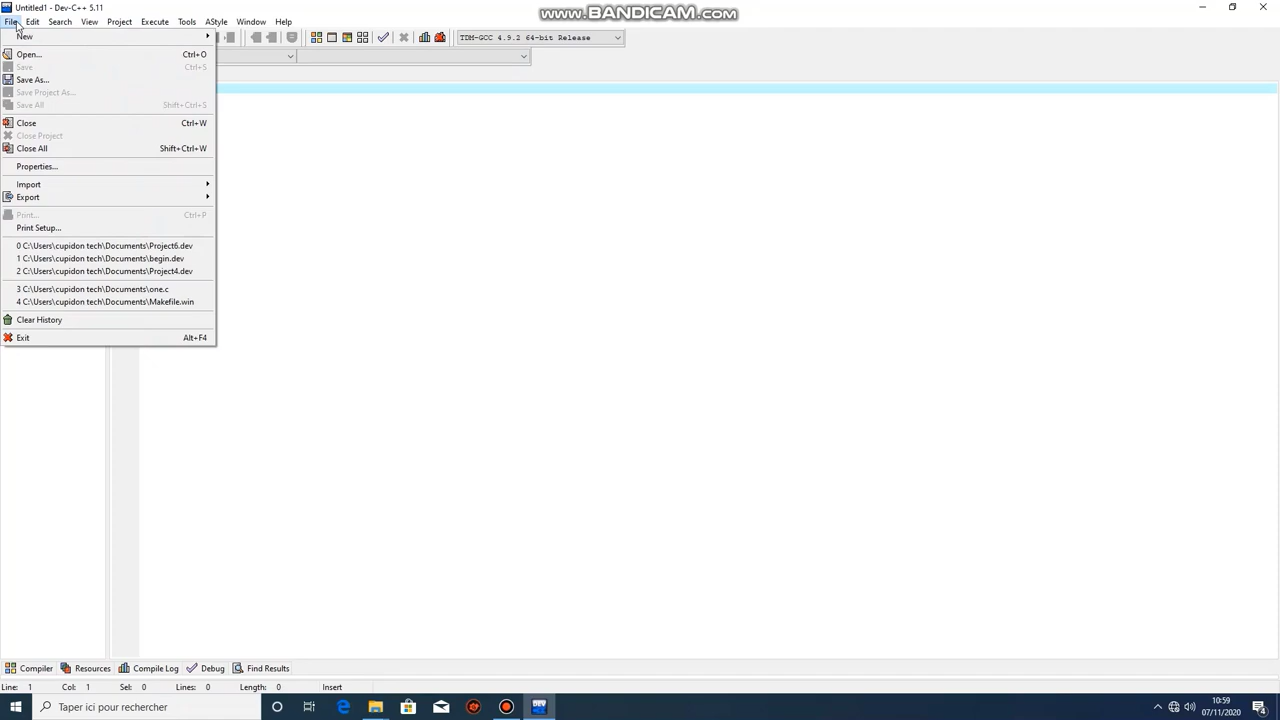 Untitled1 - Dev-C++ 5.11
www.BANDICAM.com
File Edit Search View Project Execute Tools AStyle Window Help
New
TDM-GCC 4.9.2 64-bit Release
Open... Ctrl+O
Save Ctrl+S
Save As...
Save Project As...
Save All Shift+Ctrl+S
Close Ctrl+W
Close Project
Close All Shift+Ctrl+W
Properties...
Import
Export
Print... Ctrl+P
Print Setup...
0 C:\Users\cupidon tech\Documents\Project6.dev
1 C:\Users\cupidon tech\Documents\begin.dev
2 C:\Users\cupidon tech\Documents\Project4.dev
3 C:\Users\cupidon tech\Documents\one.c
4 C:\Users\cupidon tech\Documents\Makefile.win
Clear History
Exit Alt+F4
Compiler Resources Compile Log Debug Find Results
Line: 1 Col: 1 Sel: 0 Lines: 0 Length: 0 Insert
Taper ici pour rechercher
DEV
10:59
07/11/2020
4